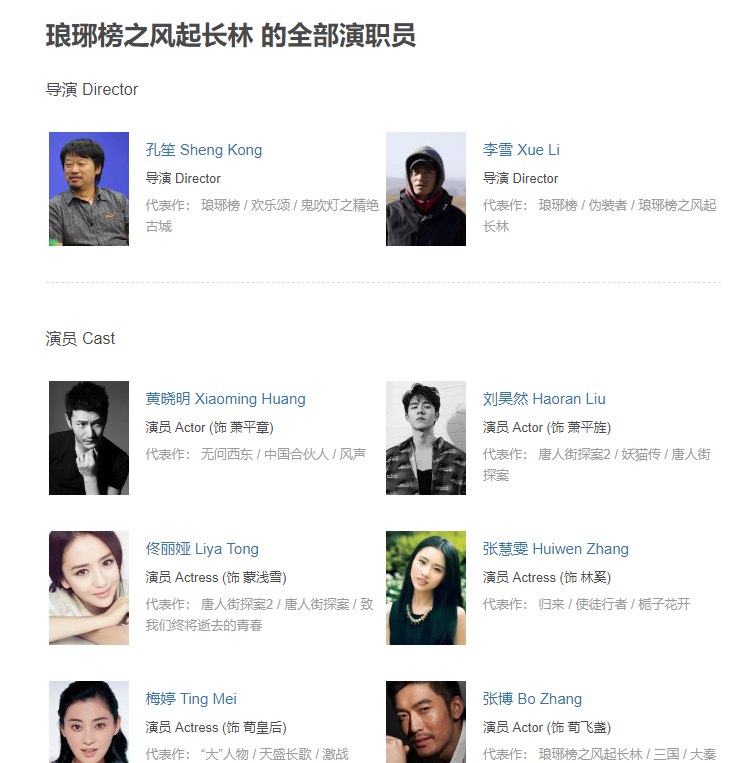 琅琊榜之风起长林 的全部演职员
导演 Director
孔笙 Sheng Kong
导演 Director
代表作： 琅琊榜 / 欢乐颂 / 鬼吹灯之精绝
古城
李雪 Xue Li
导演 Director
代表作： 琅琊榜 / 伪装者 / 琅琊榜之风起
长林
演员 Cast
黄晓明 Xiaoming Huang
演员 Actor (饰 萧平章)
代表作： 无问西东 / 中国合伙人 / 风声
刘昊然 Haoran Liu
演员 Actor (饰 萧平旌)
代表作： 唐人街探案2 / 妖猫传 / 唐人街
探案
佟丽娅 Liya Tong
演员 Actress (饰 蒙浅雪)
代表作： 唐人街探案2 / 唐人街探案 / 致
我们终将逝去的青春
张慧雯 Huiwen Zhang
演员 Actress (饰 林奚)
代表作： 归来 / 使徒行者 / 栀子花开
梅婷 Ting Mei
演员 Actress (饰 荀皇后)
代表作： “大”人物 / 天盛长歌 / 激战
张博 Bo Zhang
演员 Actor (饰 荀飞盏)
代表作： 琅琊榜之风起长林 / 三国 / 大秦